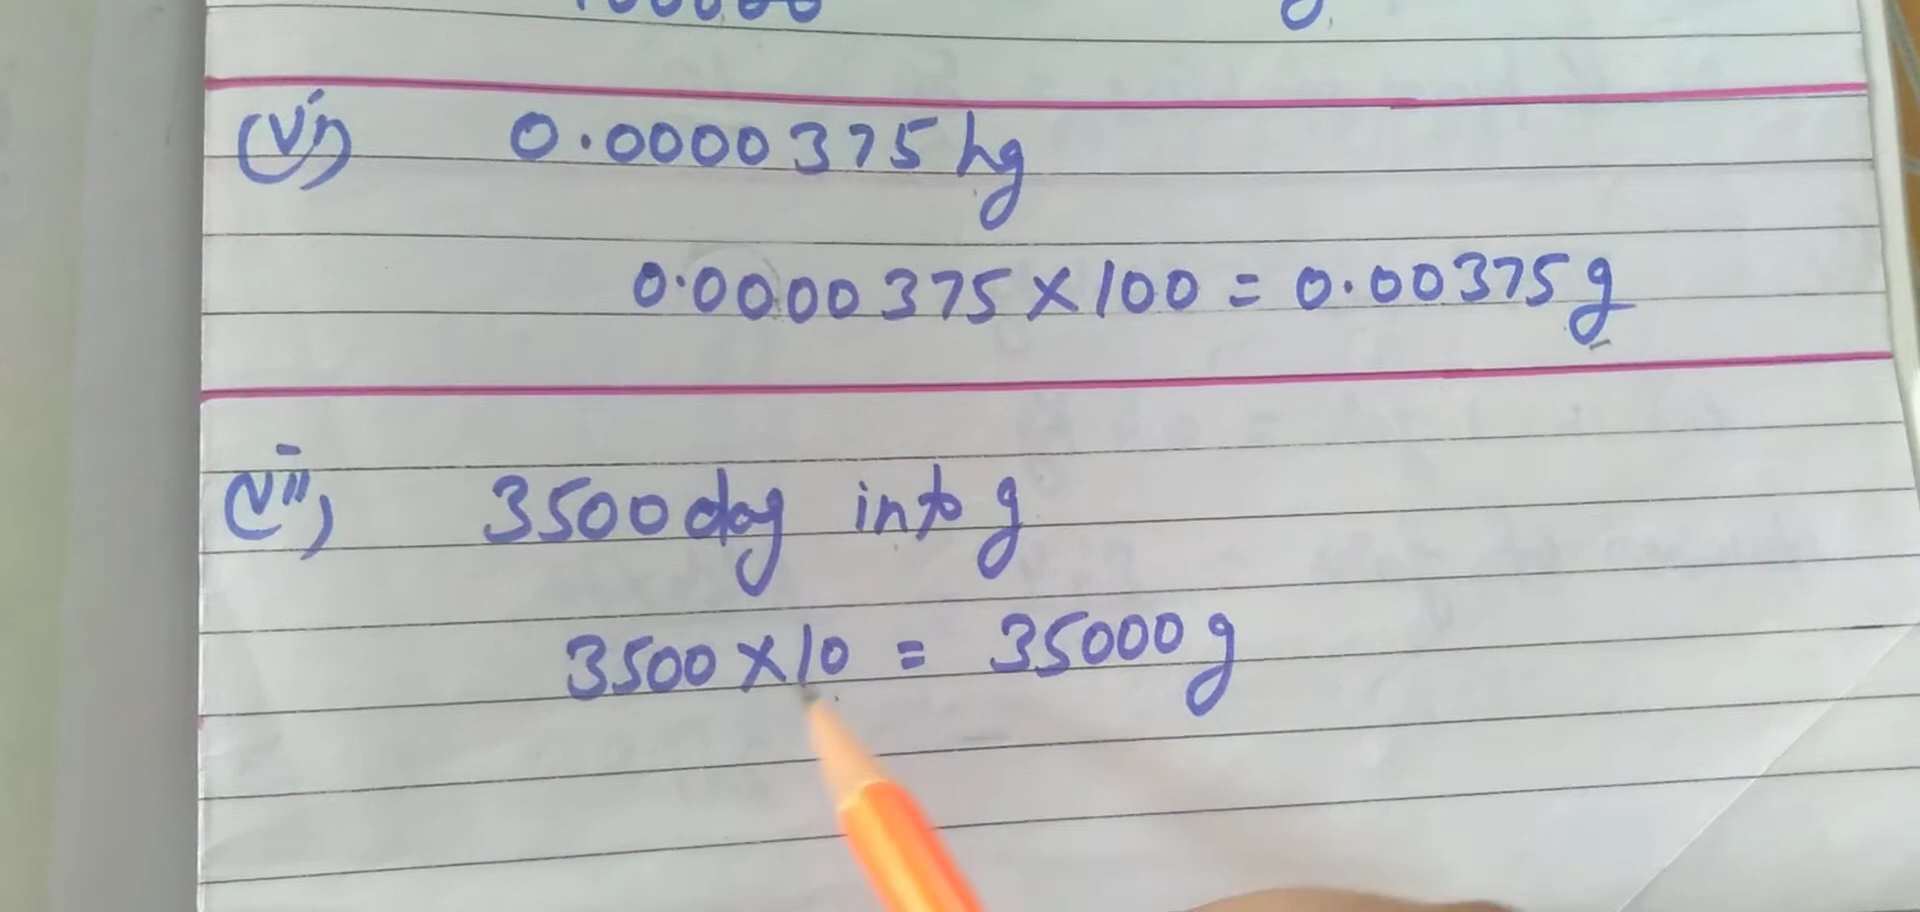 (vi) 0.0000375 hg
0.0000375 × 100 = 0.00375 g
(vii) 3500 dag into g
3500 × 10 = 35000 g